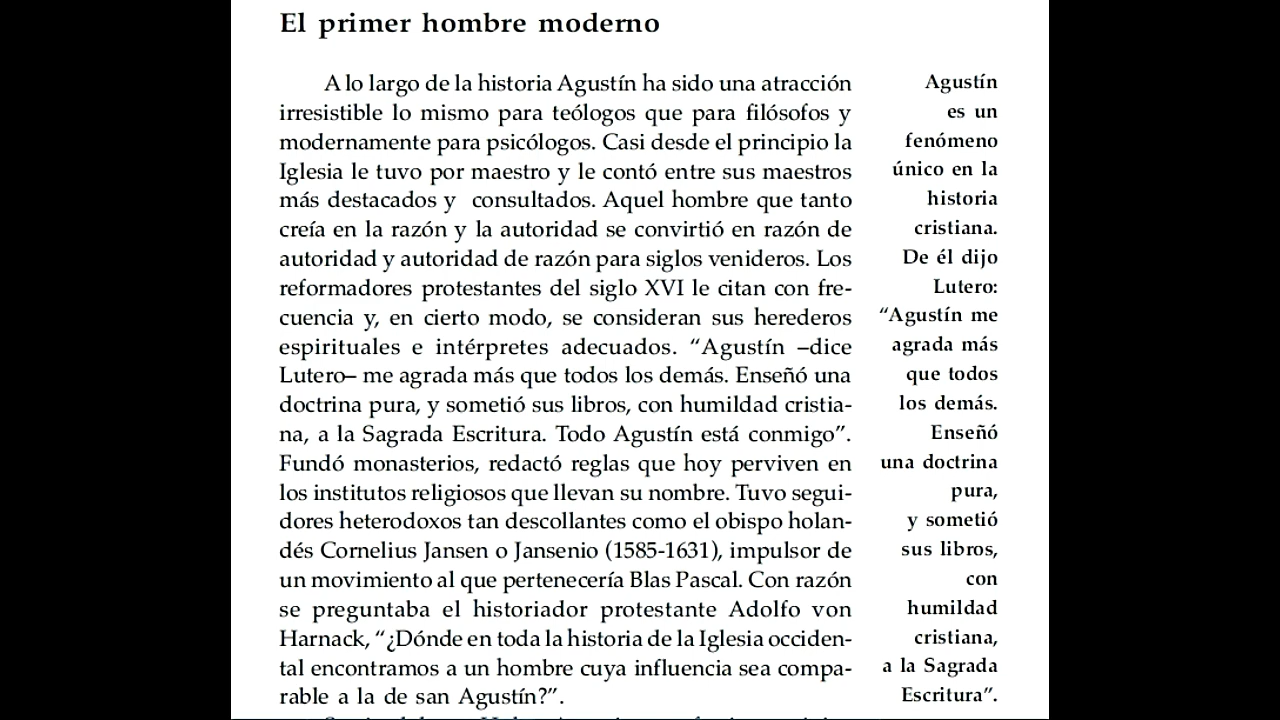 El primer hombre moderno
A lo largo de la historia Agustín ha sido una atracción
irresistible lo mismo para teólogos que para filósofos y
modernamente para psicólogos. Casi desde el principio la
Iglesia le tuvo por maestro y le contó entre sus maestros
más destacados y consultados. Aquel hombre que tanto
creía en la razón y la autoridad se convirtió en razón de
autoridad y autoridad de razón para siglos venideros. Los
reformadores protestantes del siglo XVI le citan con fre-
cuencia y, en cierto modo, se consideran sus herederos
espirituales e intérpretes adecuados. “Agustín –dice
Lutero– me agrada más que todos los demás. Enseñó una
doctrina pura, y sometió sus libros, con humildad cristia-
na, a la Sagrada Escritura. Todo Agustín está conmigo”.
Fundó monasterios, redactó reglas que hoy perviven en
los institutos religiosos que llevan su nombre. Tuvo segui-
dores heterodoxos tan descollantes como el obispo holan-
dés Cornelius Jansen o Jansenio (1585-1631), impulsor de
un movimiento al que pertenecería Blas Pascal. Con razón
se preguntaba el historiador protestante Adolfo von
Harnack, “¿Dónde en toda la historia de la Iglesia occiden-
tal encontramos a un hombre cuya influencia sea compa-
rable a la de san Agustín?”.
Agustín
es un
fenómeno
único en la
historia
cristiana.
De él dijo
Lutero:
“Agustín me
agrada más
que todos
los demás.
Enseñó
una doctrina
pura,
y sometió
sus libros,
con
humildad
cristiana,
a la Sagrada
Escritura”.